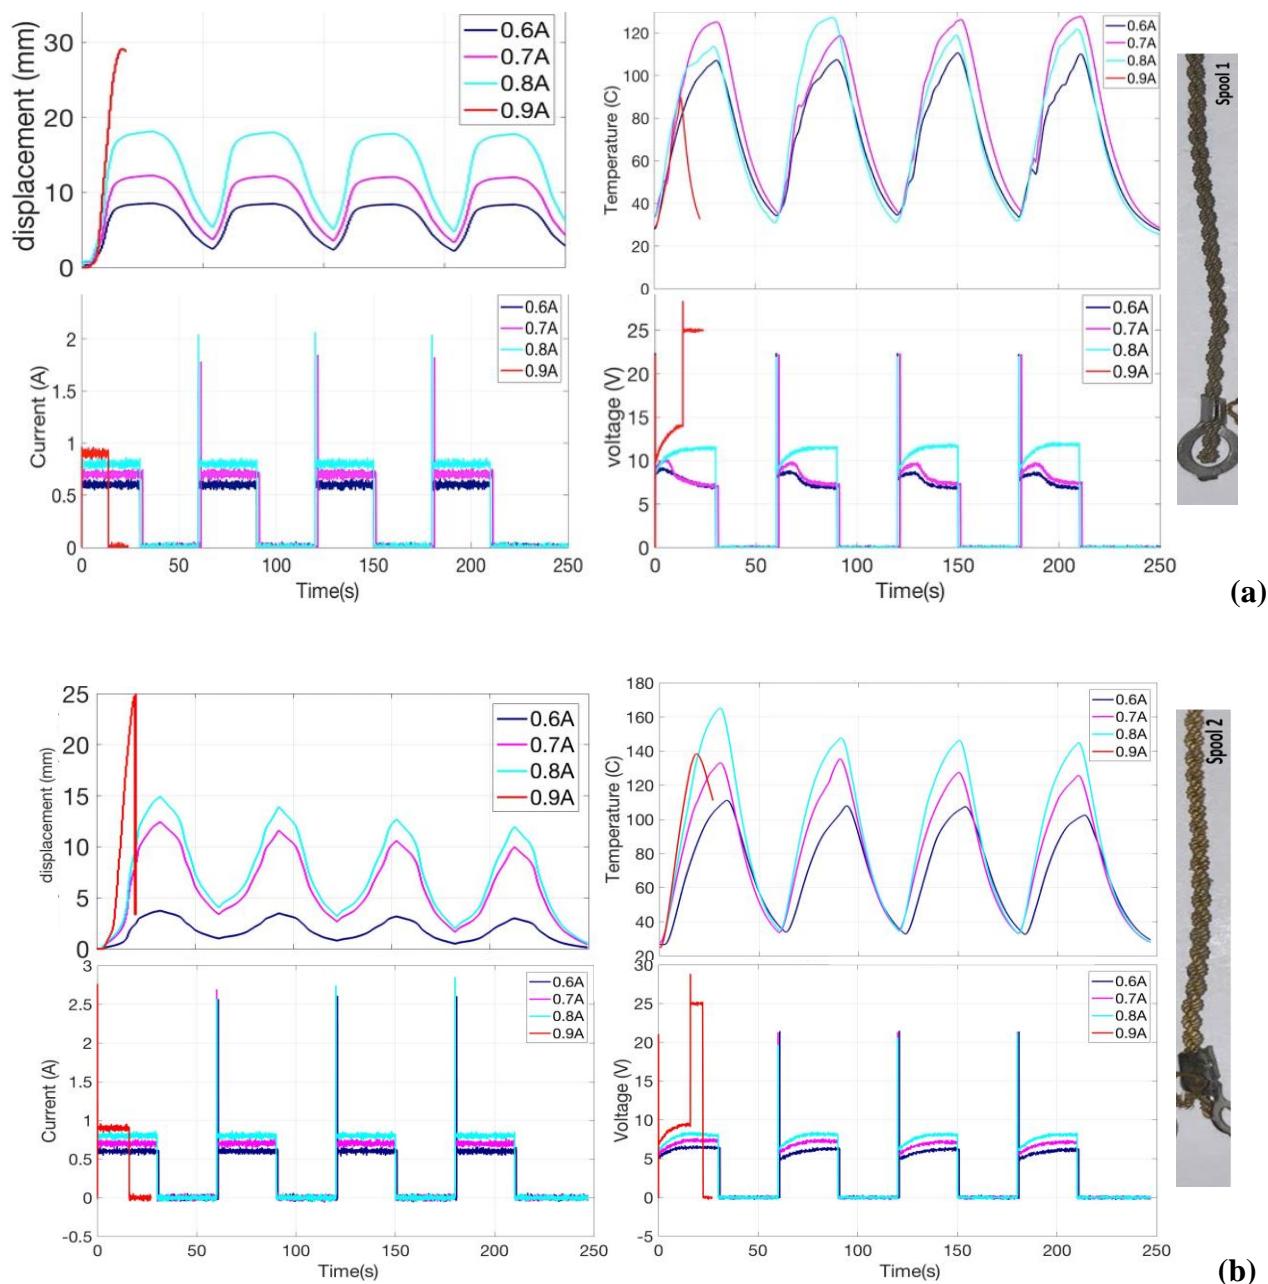 displacement (mm)
30
20
10
0
0.6A
0.7A
0.8A
0.9A
Temperature (C)
120
100
80
60
40
20
0
0.6A
0.7A
0.8A
0.9A
Spool 1
Current (A)
2
1.5
1
0.5
0
0.6A
0.7A
0.8A
0.9A
50 100 150 200 250
Time(s)
voltage (V)
25
20
15
10
5
0
0.6A
0.7A
0.8A
0.9A
0 50 100 150 200 250
Time(s)
(a)
displacement (mm)
25
20
15
10
5
0
0.6A
0.7A
0.8A
0.9A
Temperature (C)
180
160
140
120
100
80
60
40
20
0.6A
0.7A
0.8A
0.9A
Spool 2
Current (A)
3
2.5
2
1.5
1
0.5
0
-0.5
0.6A
0.7A
0.8A
0.9A
0 50 100 150 200 250
Time(s)
Voltage (V)
30
25
20
15
10
5
0
-5
0.6A
0.7A
0.8A
0.9A
0 50 100 150 200 250
Time(s)
(b)